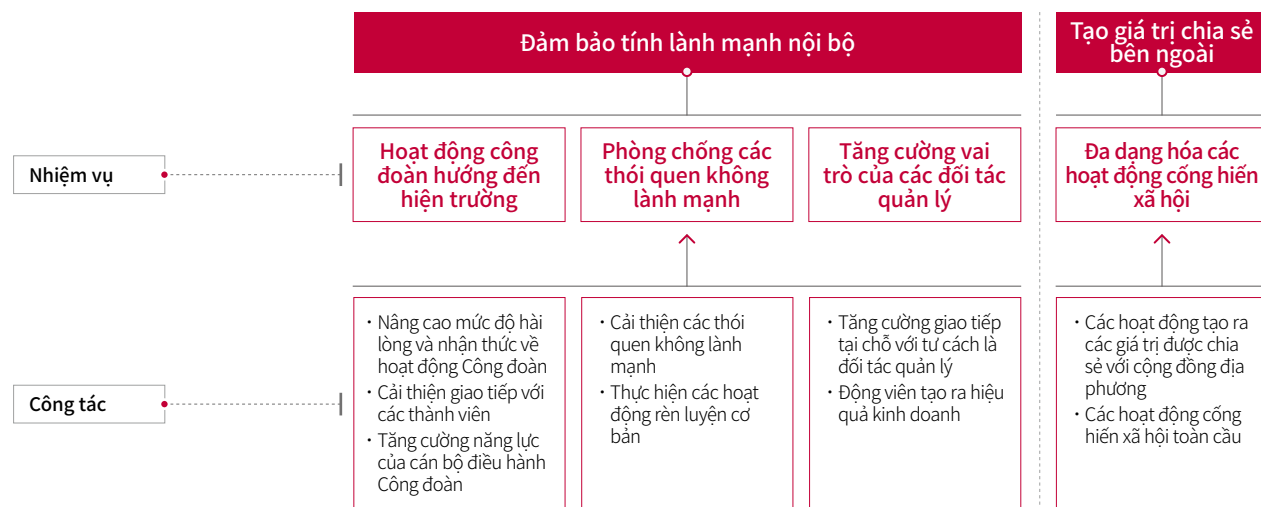 Đảm bảo tính lành mạnh nội bộ
Tạo giá trị chia sẻ
bên ngoài
Nhiệm vụ
Hoạt động công
đoàn hướng đến
hiện trường
Phòng chống các
thói quen không
lành mạnh
Tăng cường vai
trò của các đối tác
quản lý
Đa dạng hóa các
hoạt động cống hiến
xã hội
Công tác
· Nâng cao mức độ hài
lòng và nhận thức về
hoạt động Công đoàn
· Cải thiện giao tiếp với
các thành viên
· Tăng cường năng lực
của cán bộ điều hành
Công đoàn
· Cải thiện các thói
quen không lành
mạnh
· Thực hiện các hoạt
động rèn luyện cơ
bản
· Tăng cường giao tiếp
tại chỗ với tư cách là
đối tác quản lý
· Động viên tạo ra hiệu
quả kinh doanh
· Các hoạt động tạo ra
các giá trị được chia
sẻ với cộng đồng địa
phương
· Các hoạt động cống
hiến xã hội toàn cầu